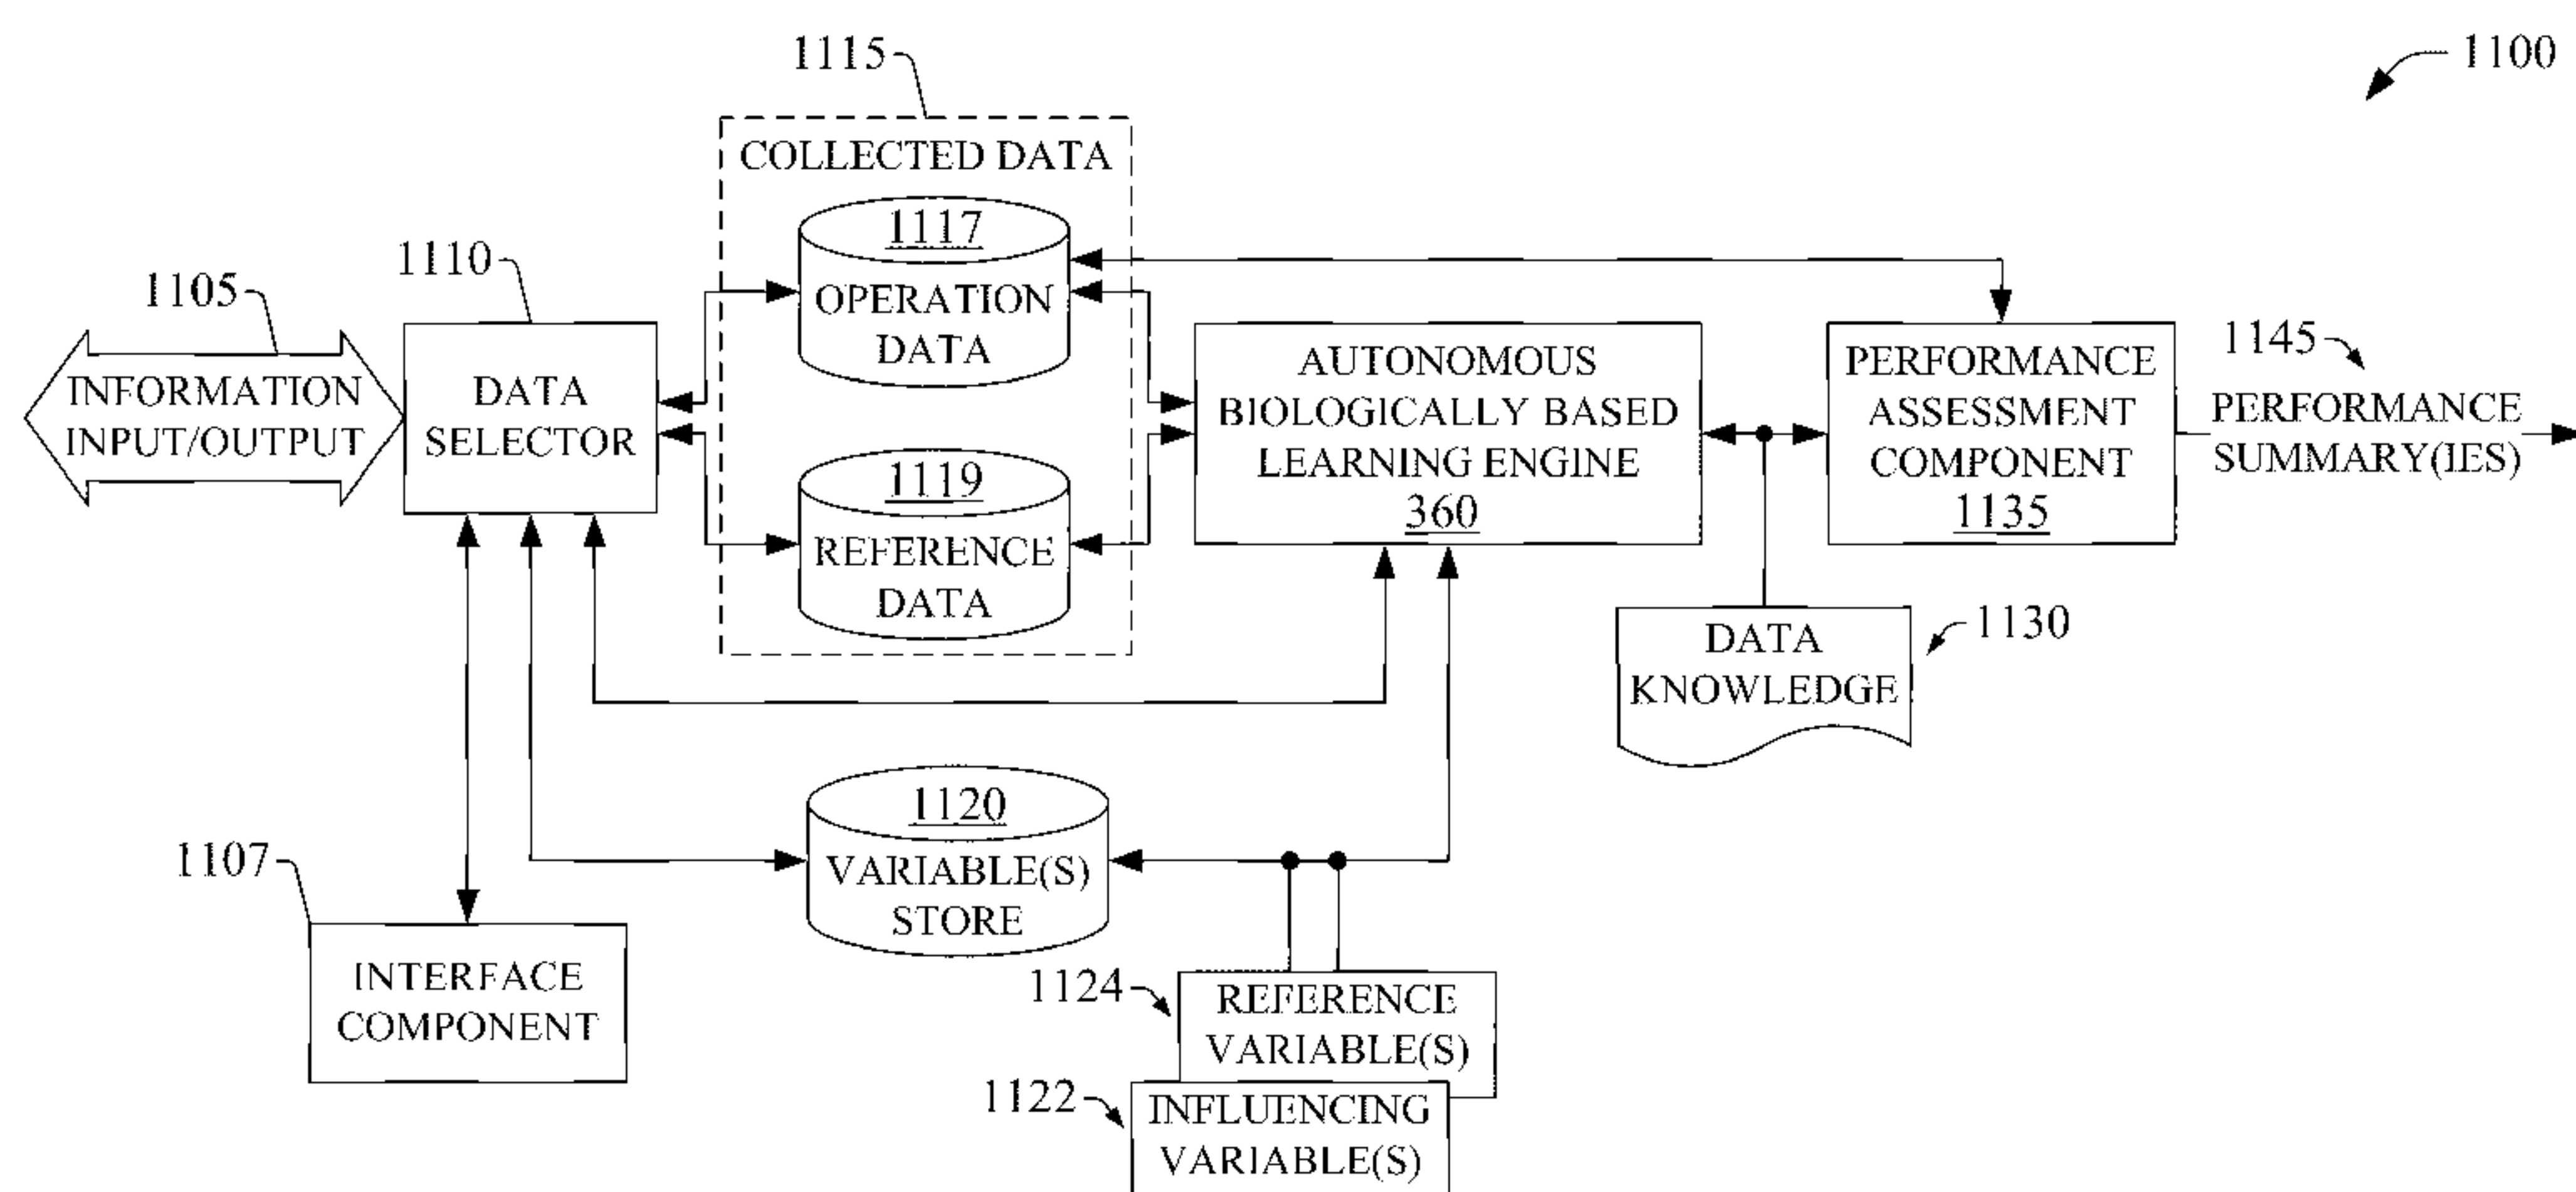 1100
1115
COLLECTED DATA
1117
OPERATION
DATA
1119
REFERENCE
DATA
1105
INFORMATION
INPUT/OUTPUT
1110
DATA
SELECTOR
AUTONOMOUS
BIOLOGICALLY BASED
LEARNING ENGINE
360
PERFORMANCE
ASSESSMENT
COMPONENT
1135
1145
PERFORMANCE
SUMMARY(IES)
DATA
KNOWLEDGE
1130
1120
VARIABLE(S)
STORE
1107
INTERFACE
COMPONENT
1124
REFERENCE
VARIABLE(S)
1122
INFLUENCING
VARIABLE(S)